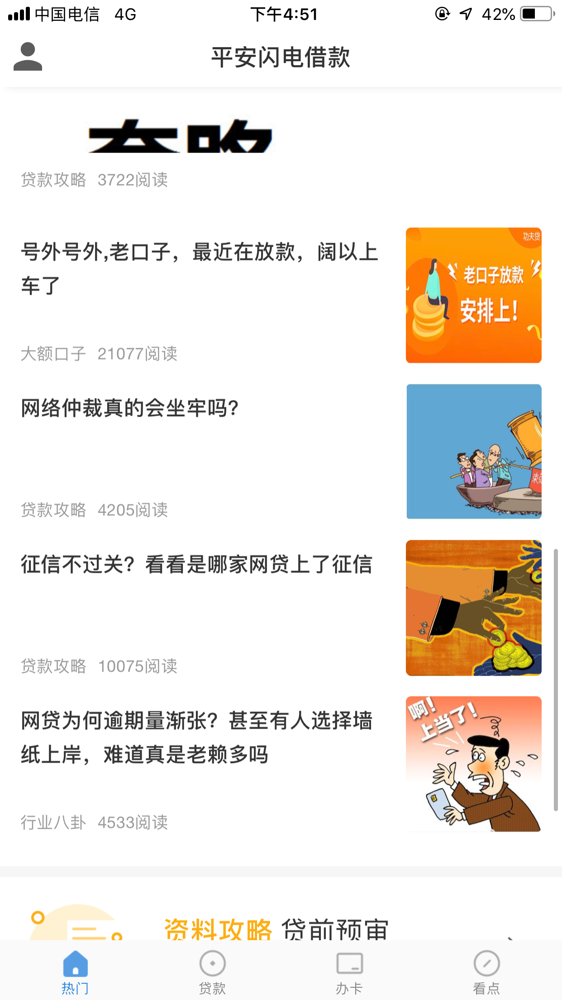 中国电信 4G 下午4:51 42%
平安闪电借款
贷款攻略 3722阅读
号外号外,老口子，最近在放款，阔以上
车了
大额口子 21077阅读
功夫贷
老口子放款
安排上！
网络仲裁真的会坐牢吗？
贷款攻略 4205阅读
征信不过关？看看是哪家网贷上了征信
贷款攻略 10075阅读
网贷为何逾期量渐张？甚至有人选择墙
纸上岸，难道真是老赖多吗
行业八卦 4533阅读
啊！
上当了！
资料攻略 贷前预审
热门 贷款 办卡 看点